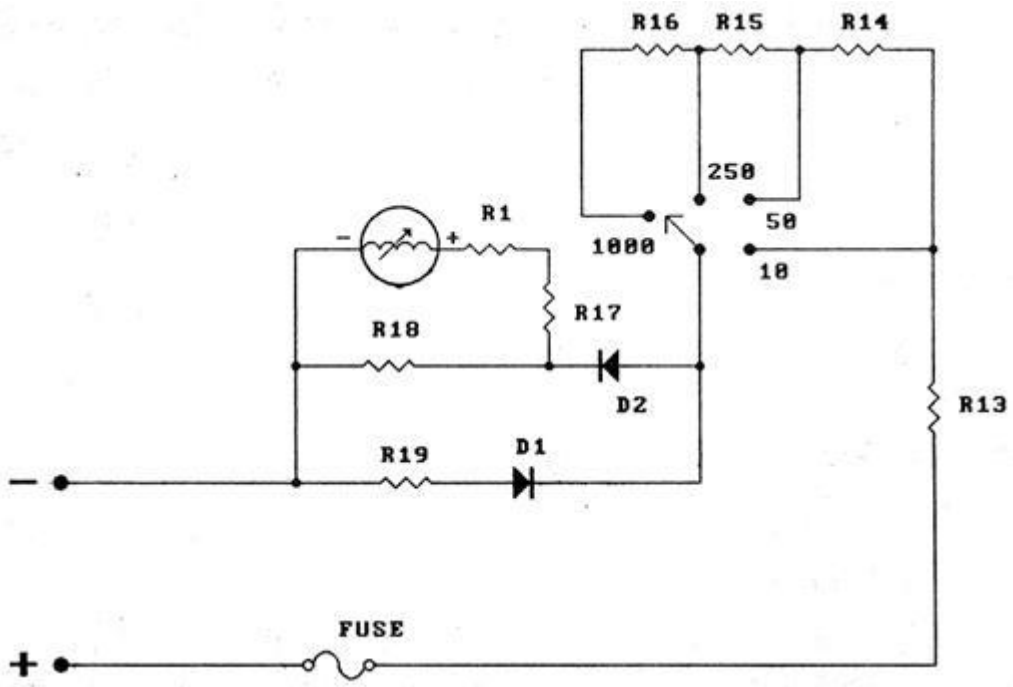 R16 R15 R14
250
R1
- + 50
1000
10
R17
R18
D2
R13
D1
R19
-
FUSE
+